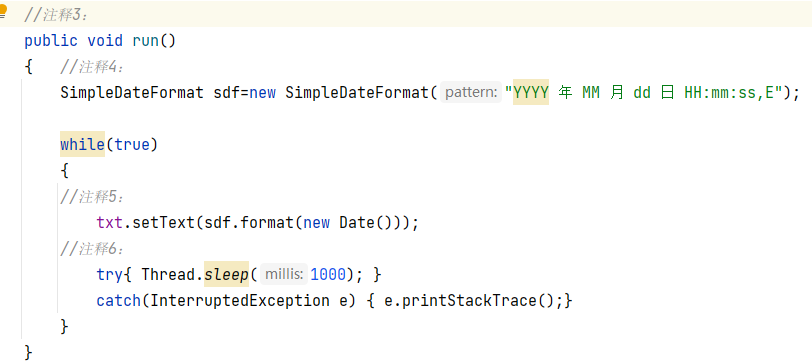 //注释3：
public void run()
{   //注释4：
    SimpleDateFormat sdf=new SimpleDateFormat( pattern: "YYYY 年 MM 月 dd 日 HH:mm:ss,E");
    while(true)
    {
    //注释5：
        txt.setText(sdf.format(new Date()));
    //注释6：
        try{ Thread.sleep( millis: 1000); }
        catch(InterruptedException e) { e.printStackTrace();}
    }
}